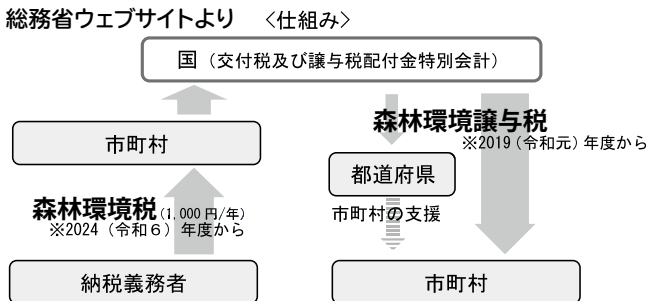 総務省ウェブサイトより 〈仕組み〉
国（交付税及び譲与税配付金特別会計）
森林環境譲与税
※2019（令和元）年度から
市町村
都道府県
森林環境税（1,000円/年）
※2024（令和６）年度から
市町村の支援
納税義務者
市町村